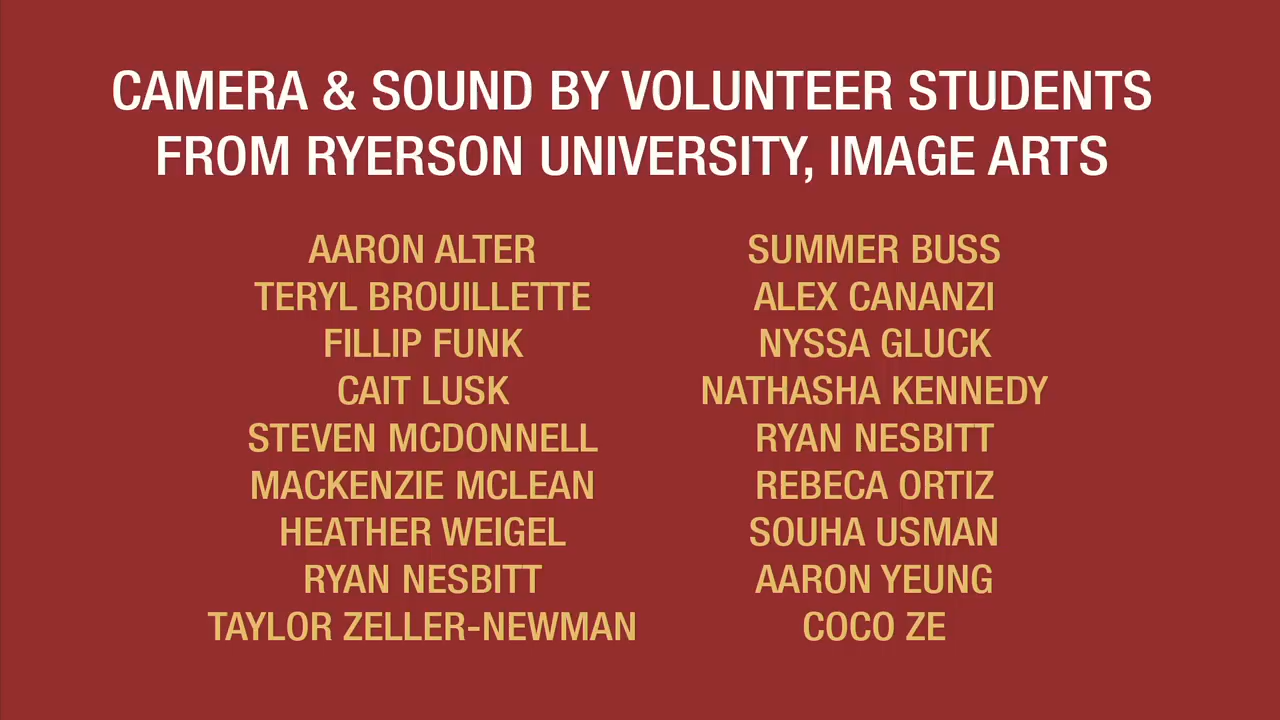 CAMERA & SOUND BY VOLUNTEER STUDENTS
FROM RYERSON UNIVERSITY, IMAGE ARTS
AARON ALTER
TERYL BROUILLETTE
FILLIP FUNK
CAIT LUSK
STEVEN MCDONNELL
MACKENZIE MCLEAN
HEATHER WEIGEL
RYAN NESBITT
TAYLOR ZELLER-NEWMAN
SUMMER BUSS
ALEX CANANZI
NYSSA GLUCK
NATHASHA KENNEDY
RYAN NESBITT
REBECA ORTIZ
SOUHA USMAN
AARON YEUNG
COCO ZE